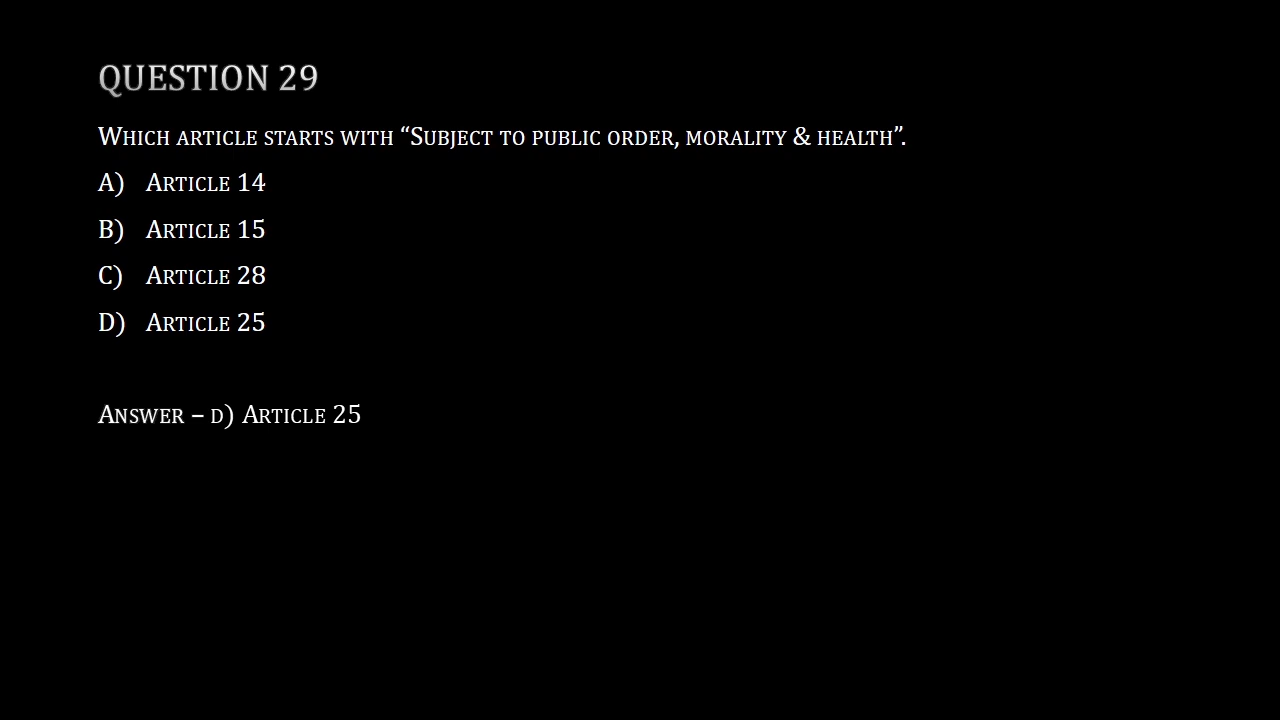 QUESTION 29
Which article starts with “Subject to public order, morality & health”.
A) Article 14
B) Article 15
C) Article 28
D) Article 25
Answer – d) Article 25